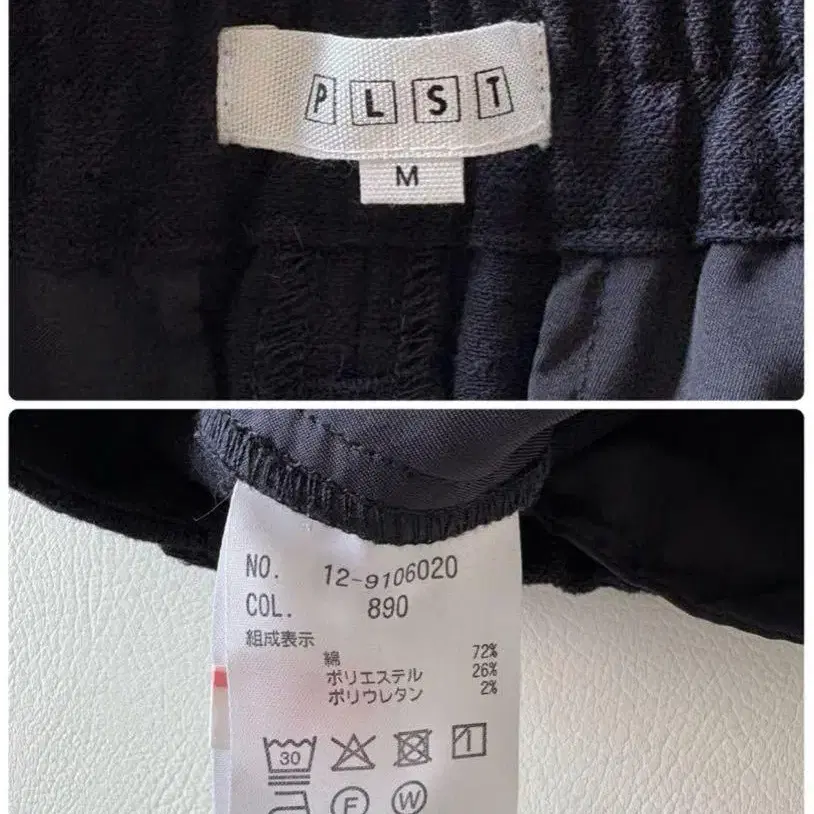 PLST
M
NO. 12-9106020
COL. 890
組成表示
綿 72%
ポリエステル 26%
ポリウレタン 2%
30
F W